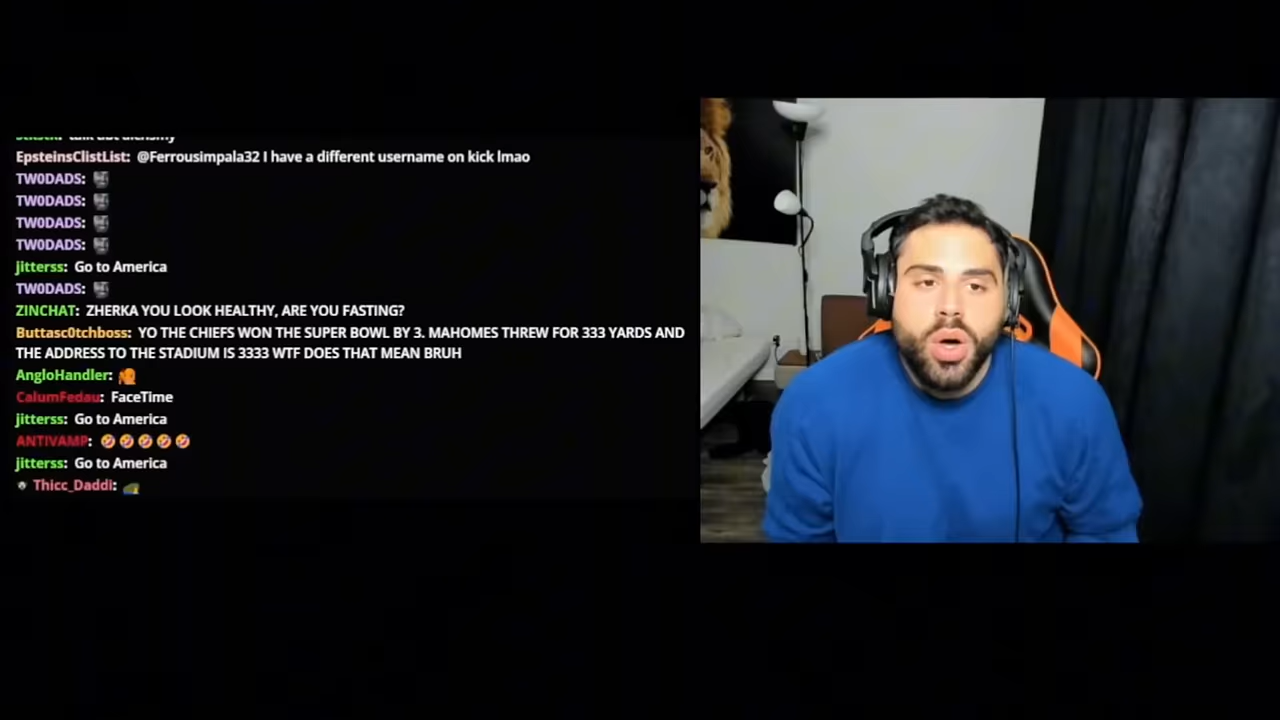 EpsteinsClistList: @Ferrousimpala32 I have a different username on kick lmao
TW0DADS:
TW0DADS:
TW0DADS:
TW0DADS:
jitterss: Go to America
TW0DADS:
ZINCHAT: ZHERKA YOU LOOK HEALTHY, ARE YOU FASTING?
Buttasc0tchboss: YO THE CHIEFS WON THE SUPER BOWL BY 3. MAHOMES THREW FOR 333 YARDS AND
THE ADDRESS TO THE STADIUM IS 3333 WTF DOES THAT MEAN BRUH
AngloHandler:
CalumFedau: FaceTime
jitterss: Go to America
ANTIVAMP: 🤣🤣🤣🤣🤣
jitterss: Go to America
Thicc_Daddi: